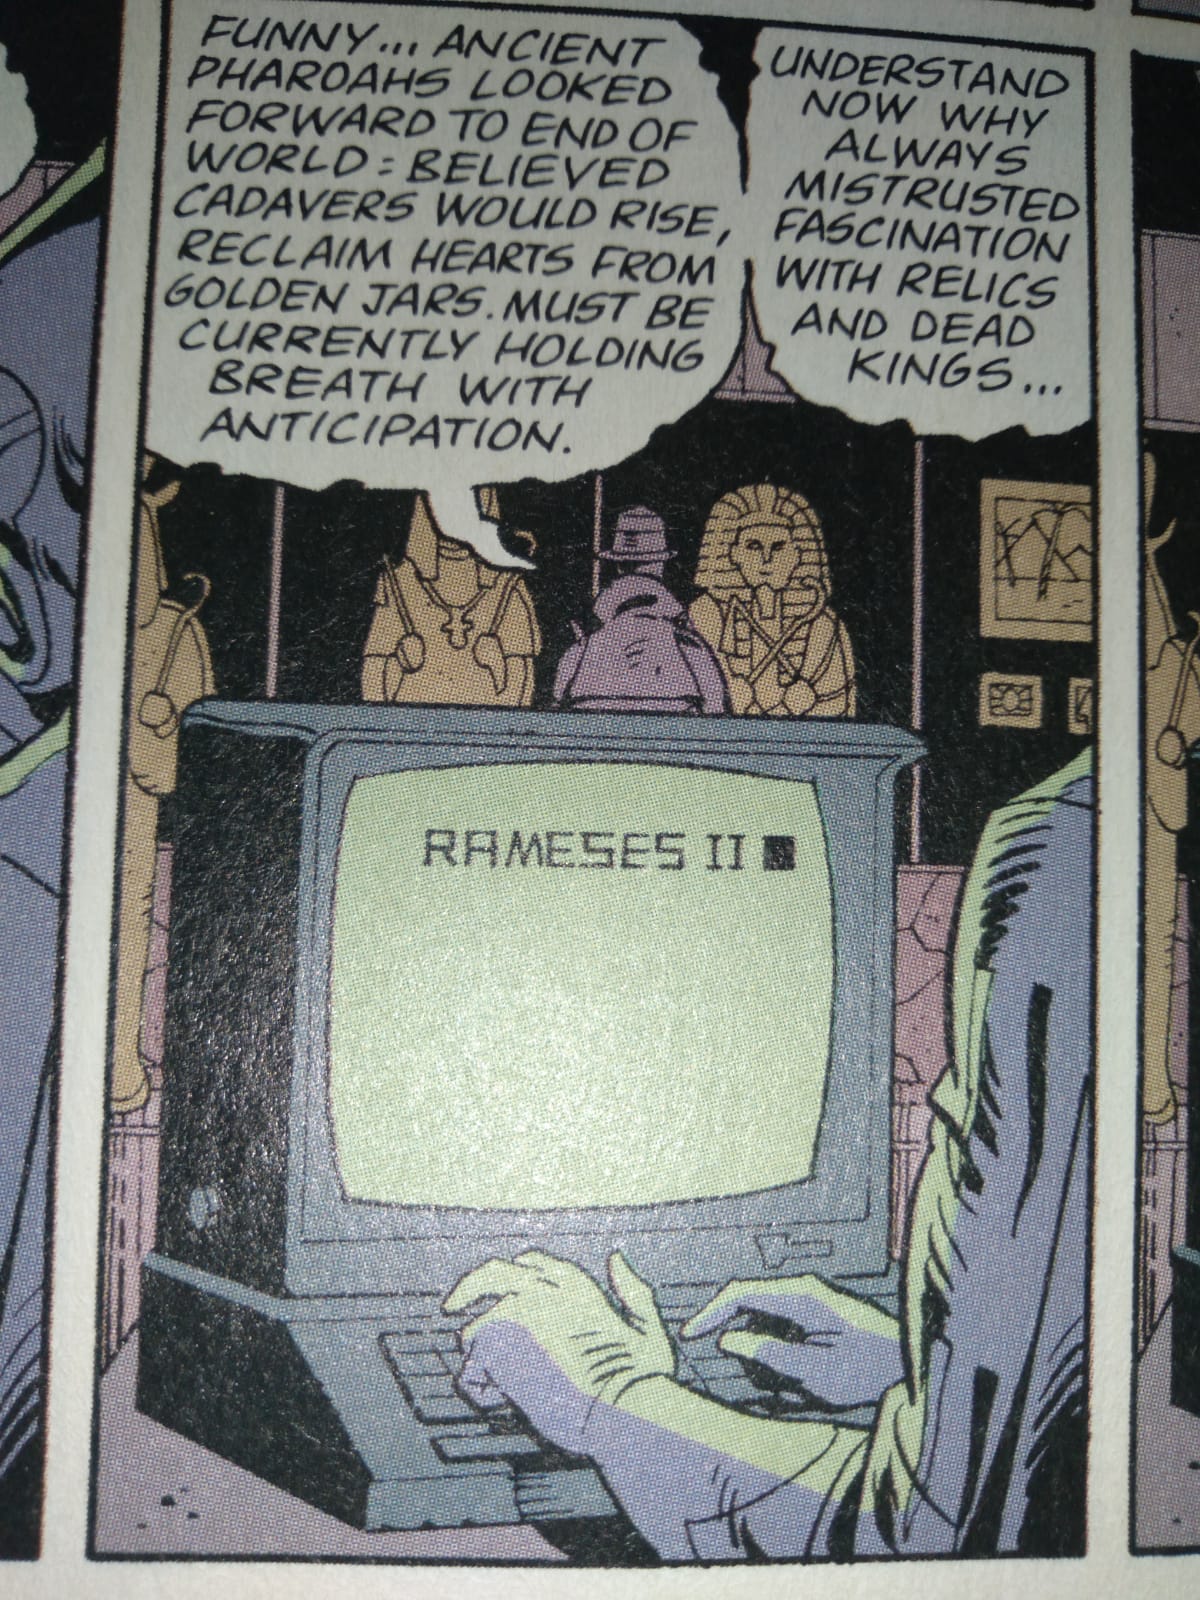 FUNNY... ANCIENT
PHAROAHS LOOKED
FORWARD TO END OF
WORLD : BELIEVED
CADAVERS WOULD RISE,
RECLAIM HEARTS FROM
GOLDEN JARS. MUST BE
CURRENTLY HOLDING
BREATH WITH
ANTICIPATION.
UNDERSTAND
NOW WHY
ALWAYS
MISTRUSTED
FASCINATION
WITH RELICS
AND DEAD
KINGS...
RAMESES II